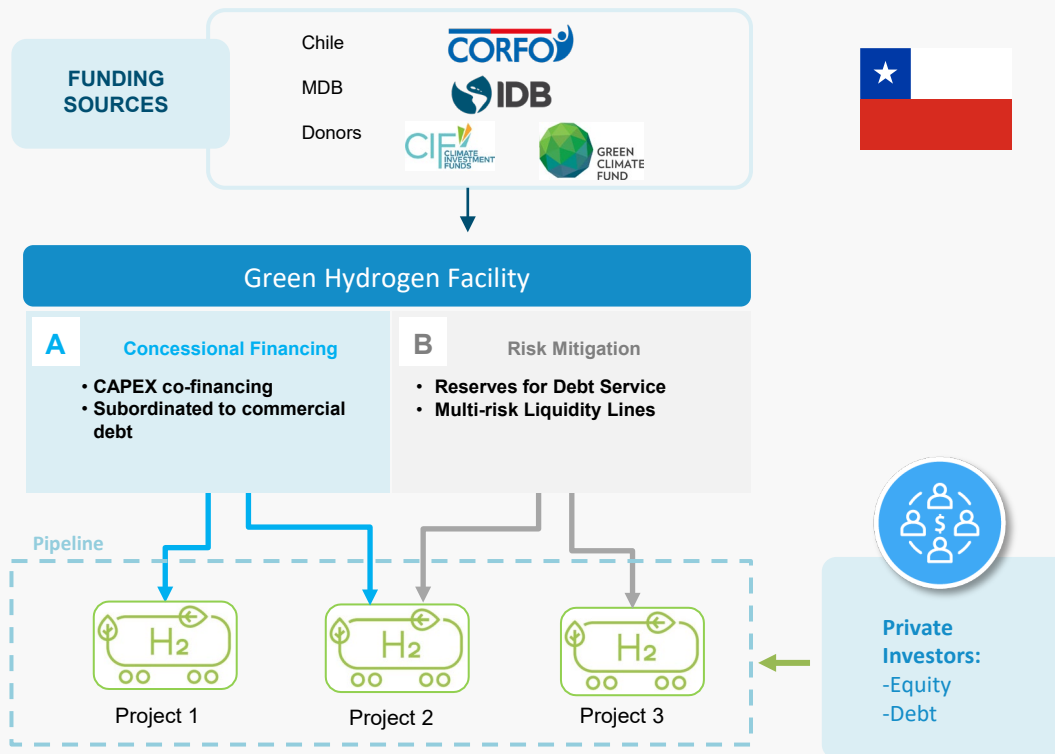 FUNDING
SOURCES
Chile
CORFO
MDB
IDB
Donors
CIF
CLIMATE
INVESTMENT
FUNDS
GREEN
CLIMATE
FUND
Green Hydrogen Facility
A
Concessional Financing
• CAPEX co-financing
• Subordinated to commercial
debt
B
Risk Mitigation
• Reserves for Debt Service
• Multi-risk Liquidity Lines
Pipeline
H2
Project 1
H2
Project 2
H2
Project 3
$
Private
Investors:
-Equity
-Debt